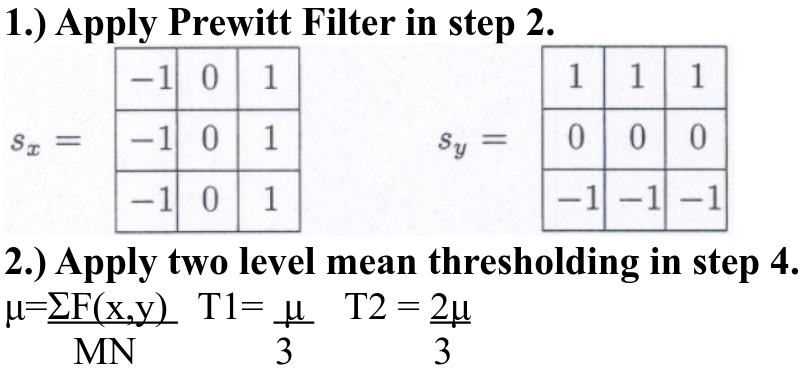 1.) Apply Prewitt Filter in step 2.
−1 0 1 1 1 1
sₓ = −1 0 1 s_y = 0 0 0
−1 0 1 −1 −1 −1
2.) Apply two level mean thresholding in step 4.
μ=ΣF(x,y) T1= μ T2 = 2μ
MN 3 3